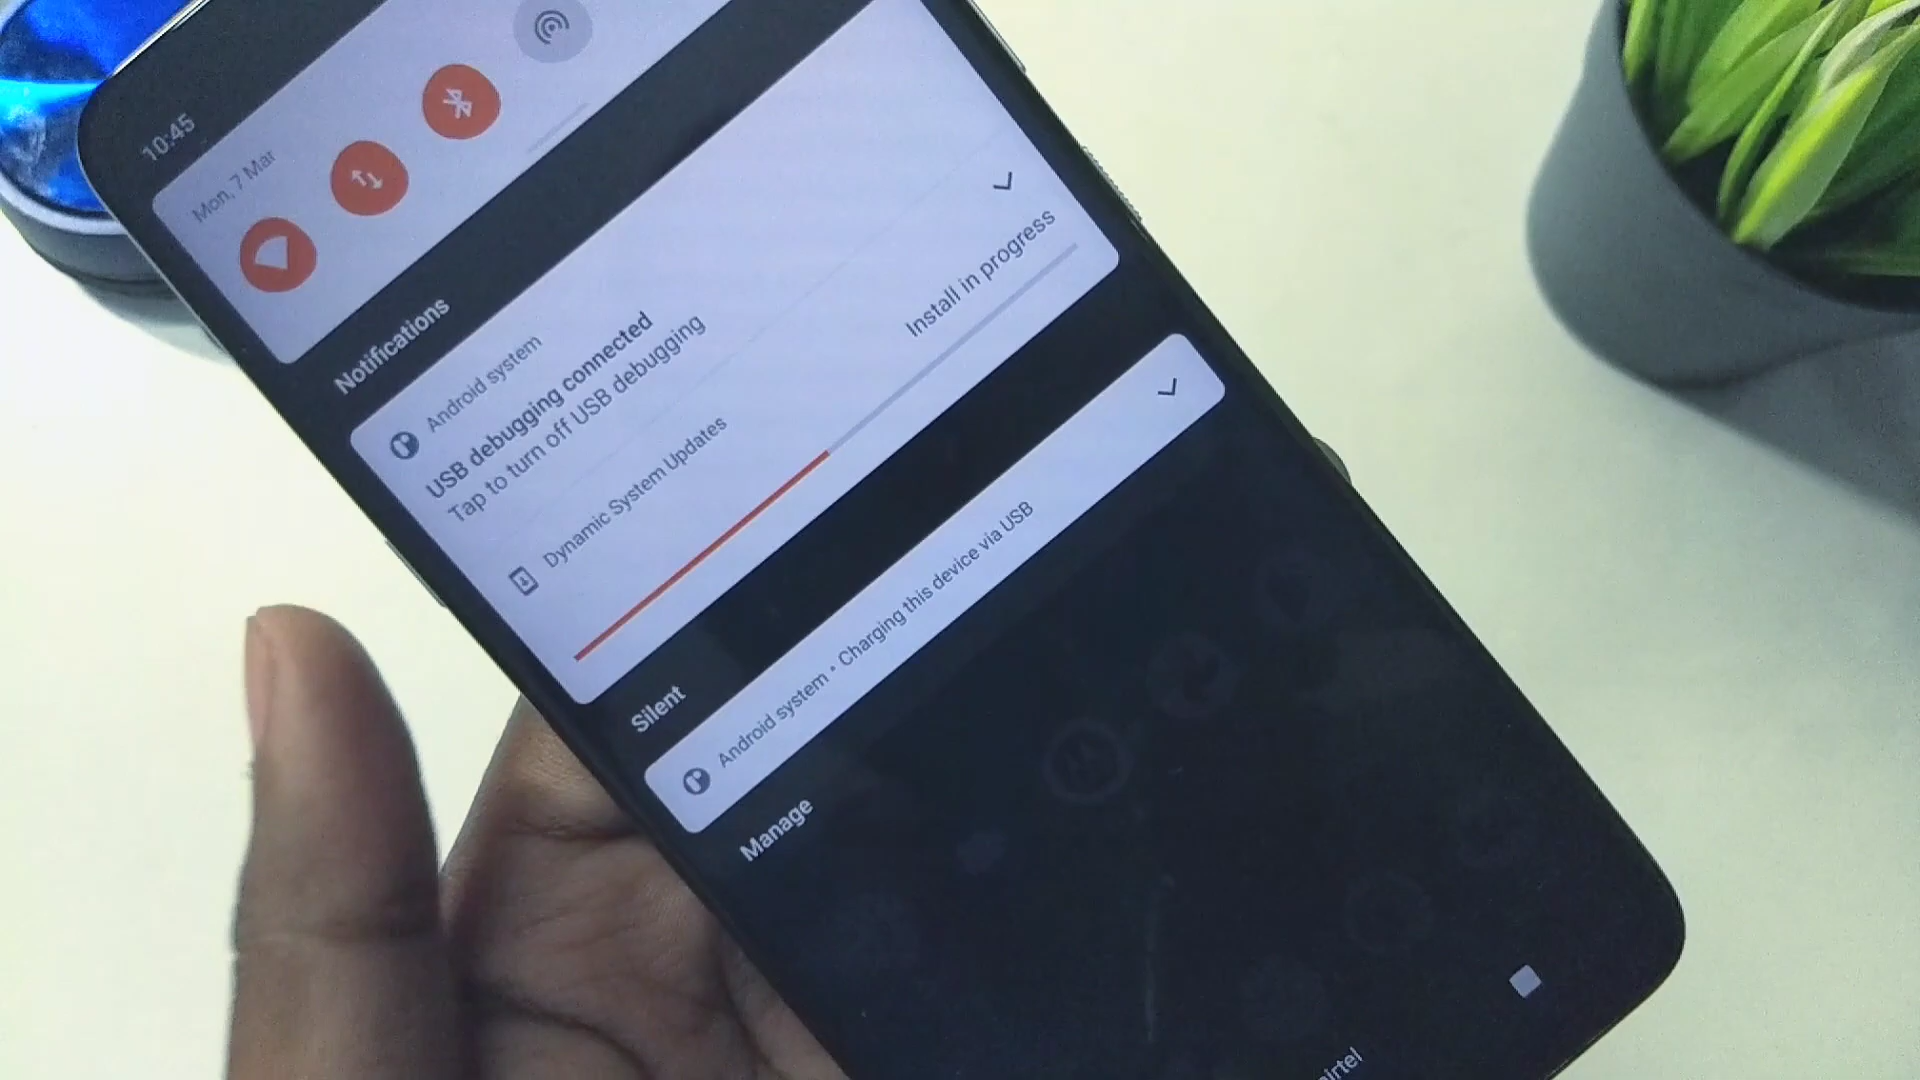 10:45
Mon, 7 Mar
Notifications
Android system
USB debugging connected
Tap to turn off USB debugging
Dynamic System Updates
Install in progress
Silent
Android system • Charging this device via USB
Manage
airtel